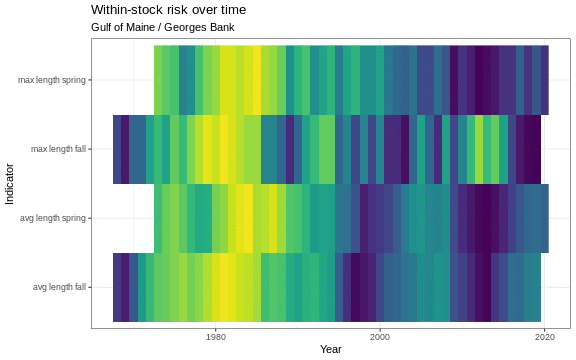 Within-stock risk over time
Gulf of Maine / Georges Bank
max length spring
max length fall
avg length spring
avg length fall
Indicator
1980
2000
2020
Year